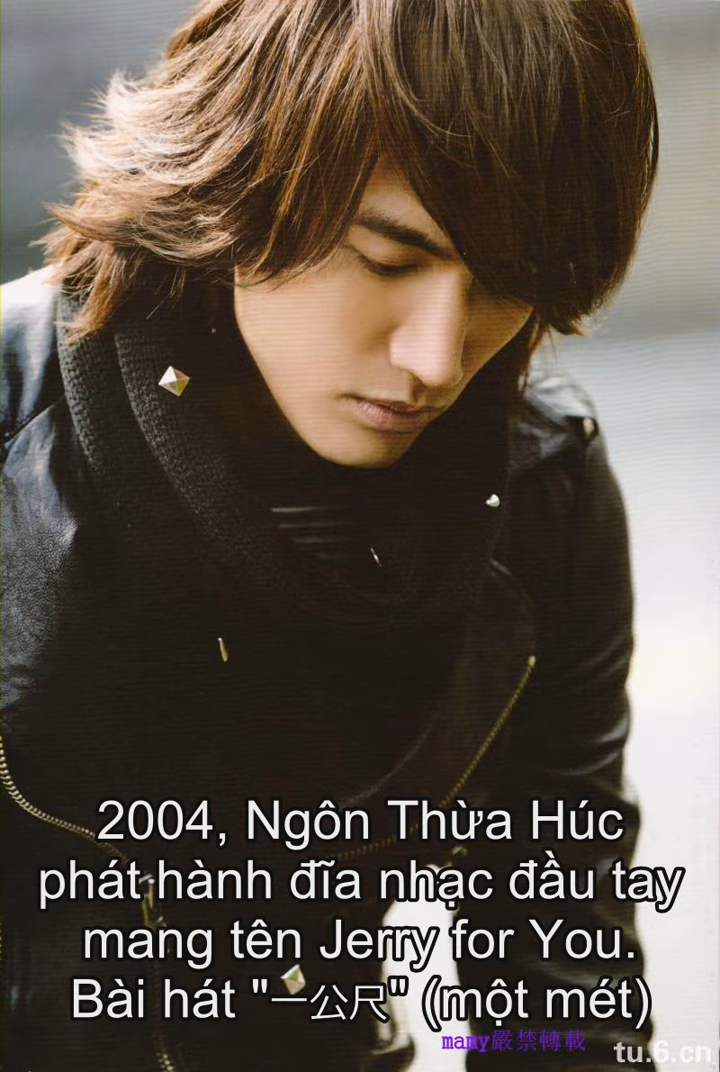 2004, Ngôn Thừa Húc
phát hành đĩa nhạc đầu tay
mang tên Jerry for You.
Bài hát "一公尺" (một mét)
many嚴禁轉載
tu.6.cn